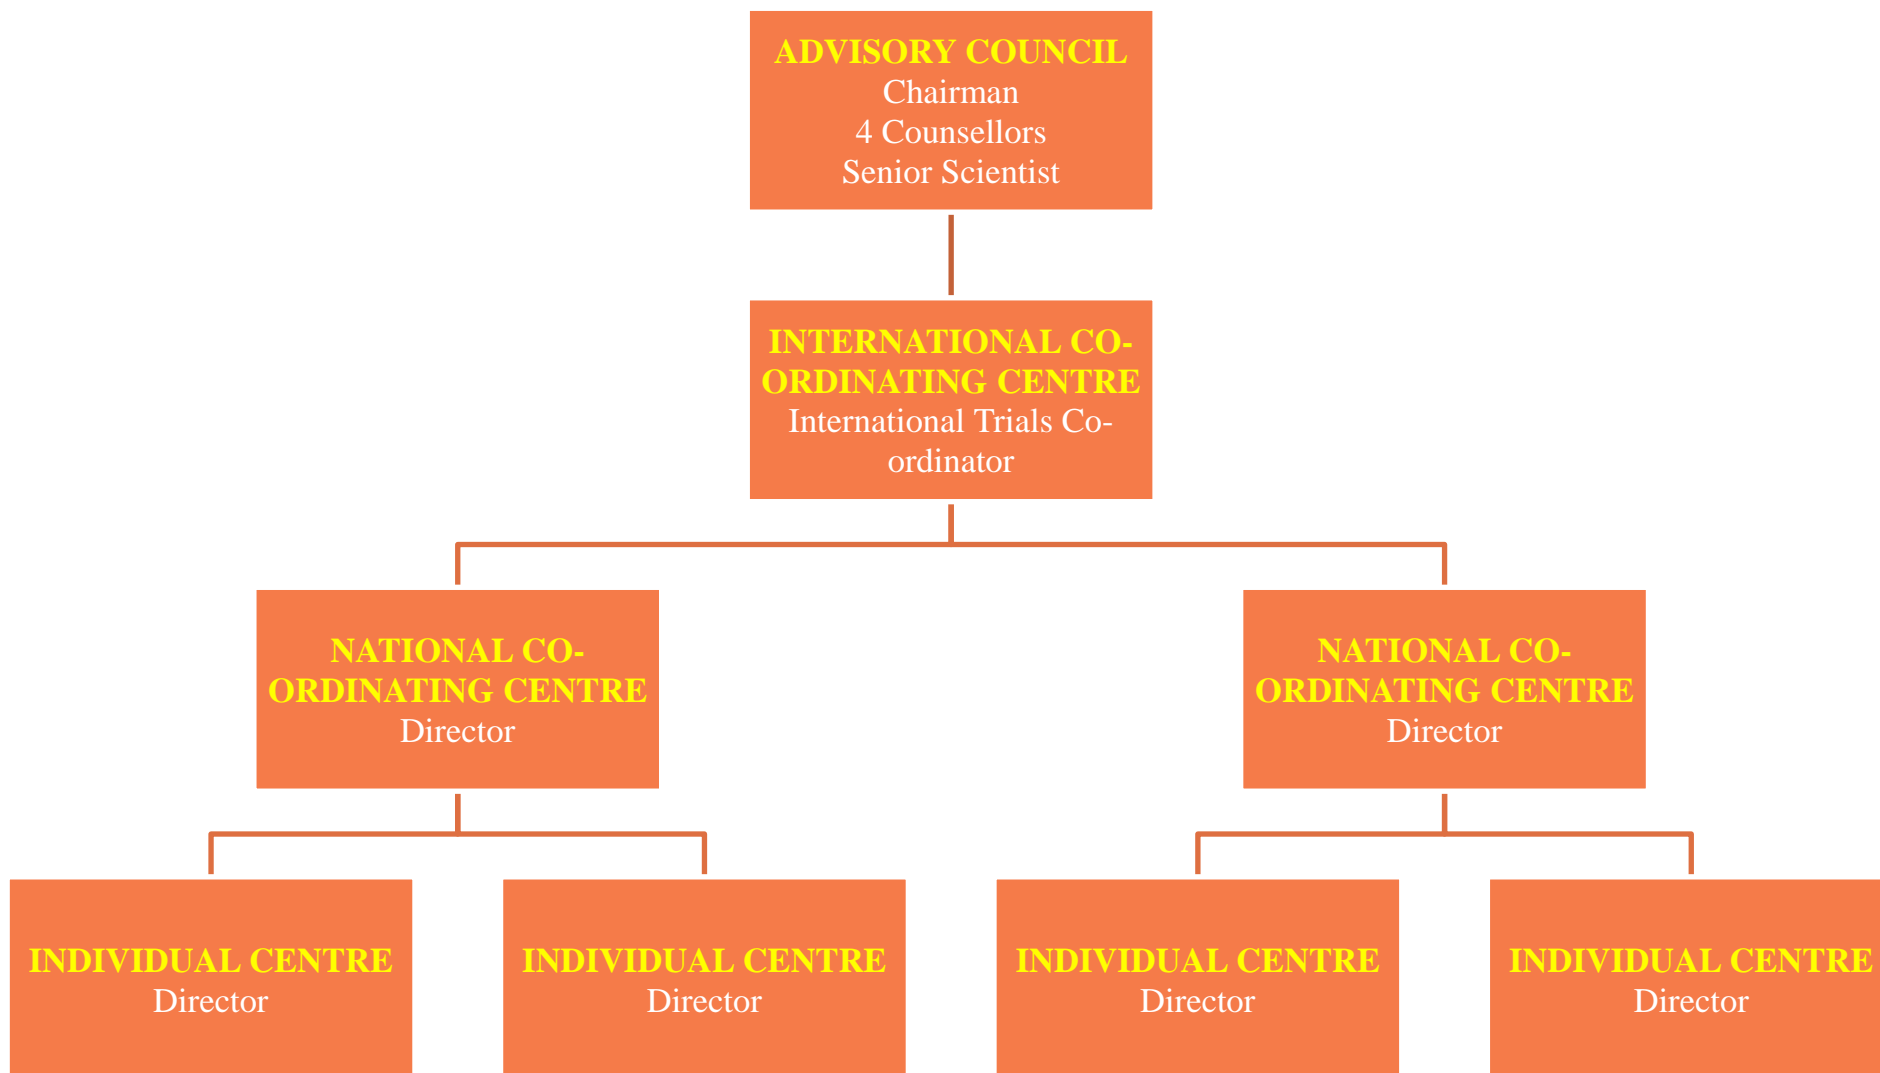 ADVISORY COUNCIL
Chairman
4 Counsellors
Senior Scientist
INTERNATIONAL CO-
ORDINATING CENTRE
International Trials Co-
ordinator
NATIONAL CO-
ORDINATING CENTRE
Director
NATIONAL CO-
ORDINATING CENTRE
Director
INDIVIDUAL CENTRE
Director
INDIVIDUAL CENTRE
Director
INDIVIDUAL CENTRE
Director
INDIVIDUAL CENTRE
Director